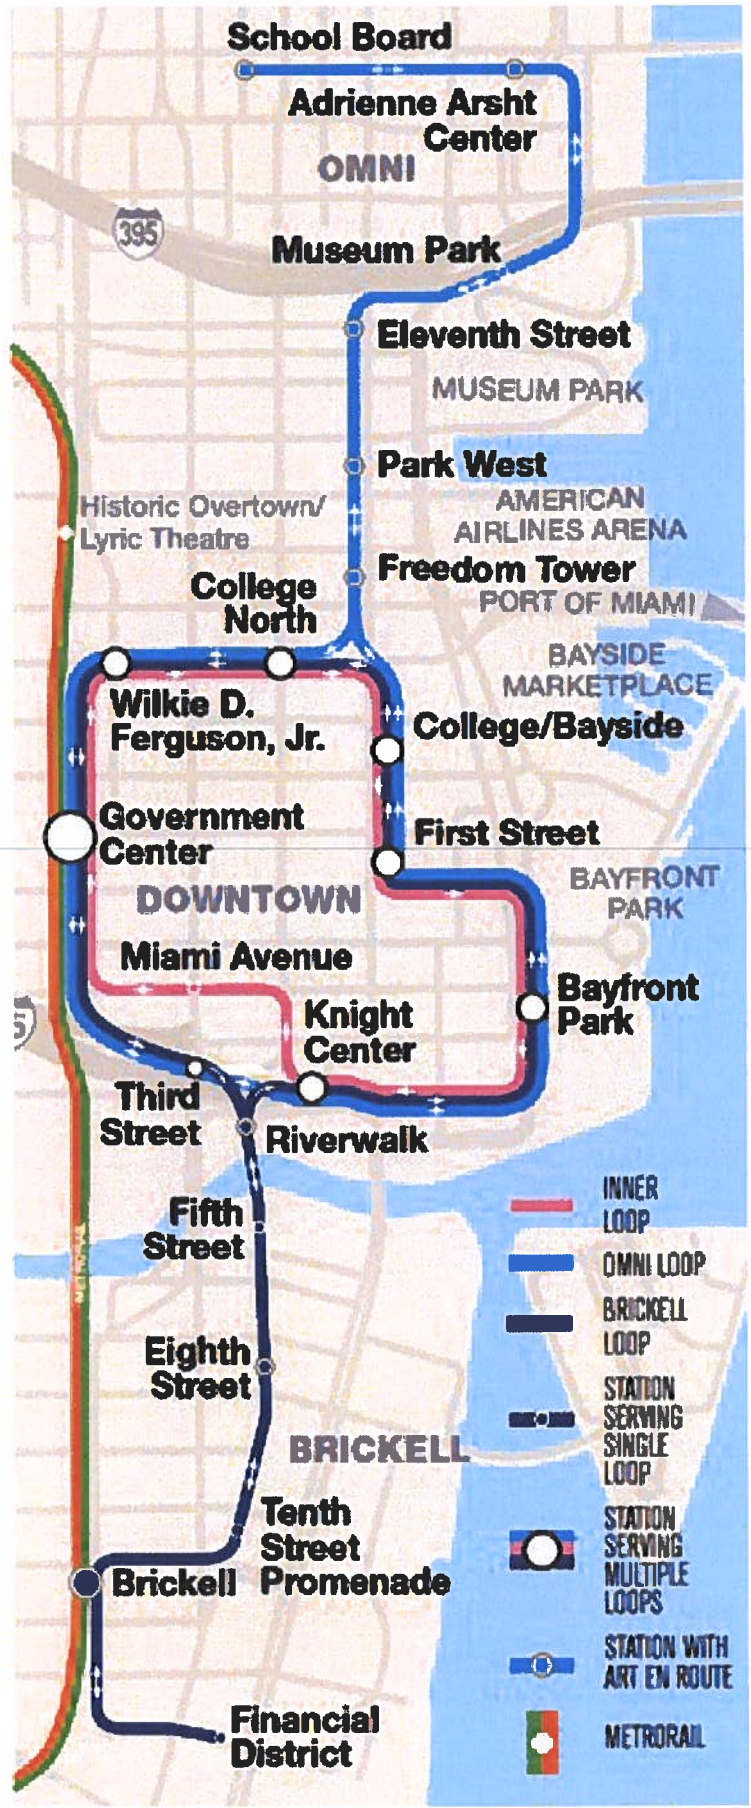 School Board
Adrienne Arsht
Center
OMNI
395
Museum Park
Eleventh Street
MUSEUM PARK
Park West
Historic Overtown/
Lyric Theatre
AMERICAN
AIRLINES ARENA
Freedom Tower
College
North
PORT OF MIAMI
BAYSIDE
MARKETPLACE
Wilkie D.
Ferguson, Jr.
College/Bayside
Government
Center
First Street
DOWNTOWN
BAYFRONT
PARK
Miami Avenue
Bayfront
Park
Knight
Center
Third
Street
Riverwalk
Fifth
Street
METRORAIL
Eighth
Street
BRICKELL
Tenth
Street
Promenade
Brickell
Financial
District
INNER
LOOP
OMNI LOOP
BRICKELL
LOOP
STATION
SERVING
SINGLE
LOOP
STATION
SERVING
MULTIPLE
LOOPS
STATION WITH
ART EN ROUTE
METRORAIL